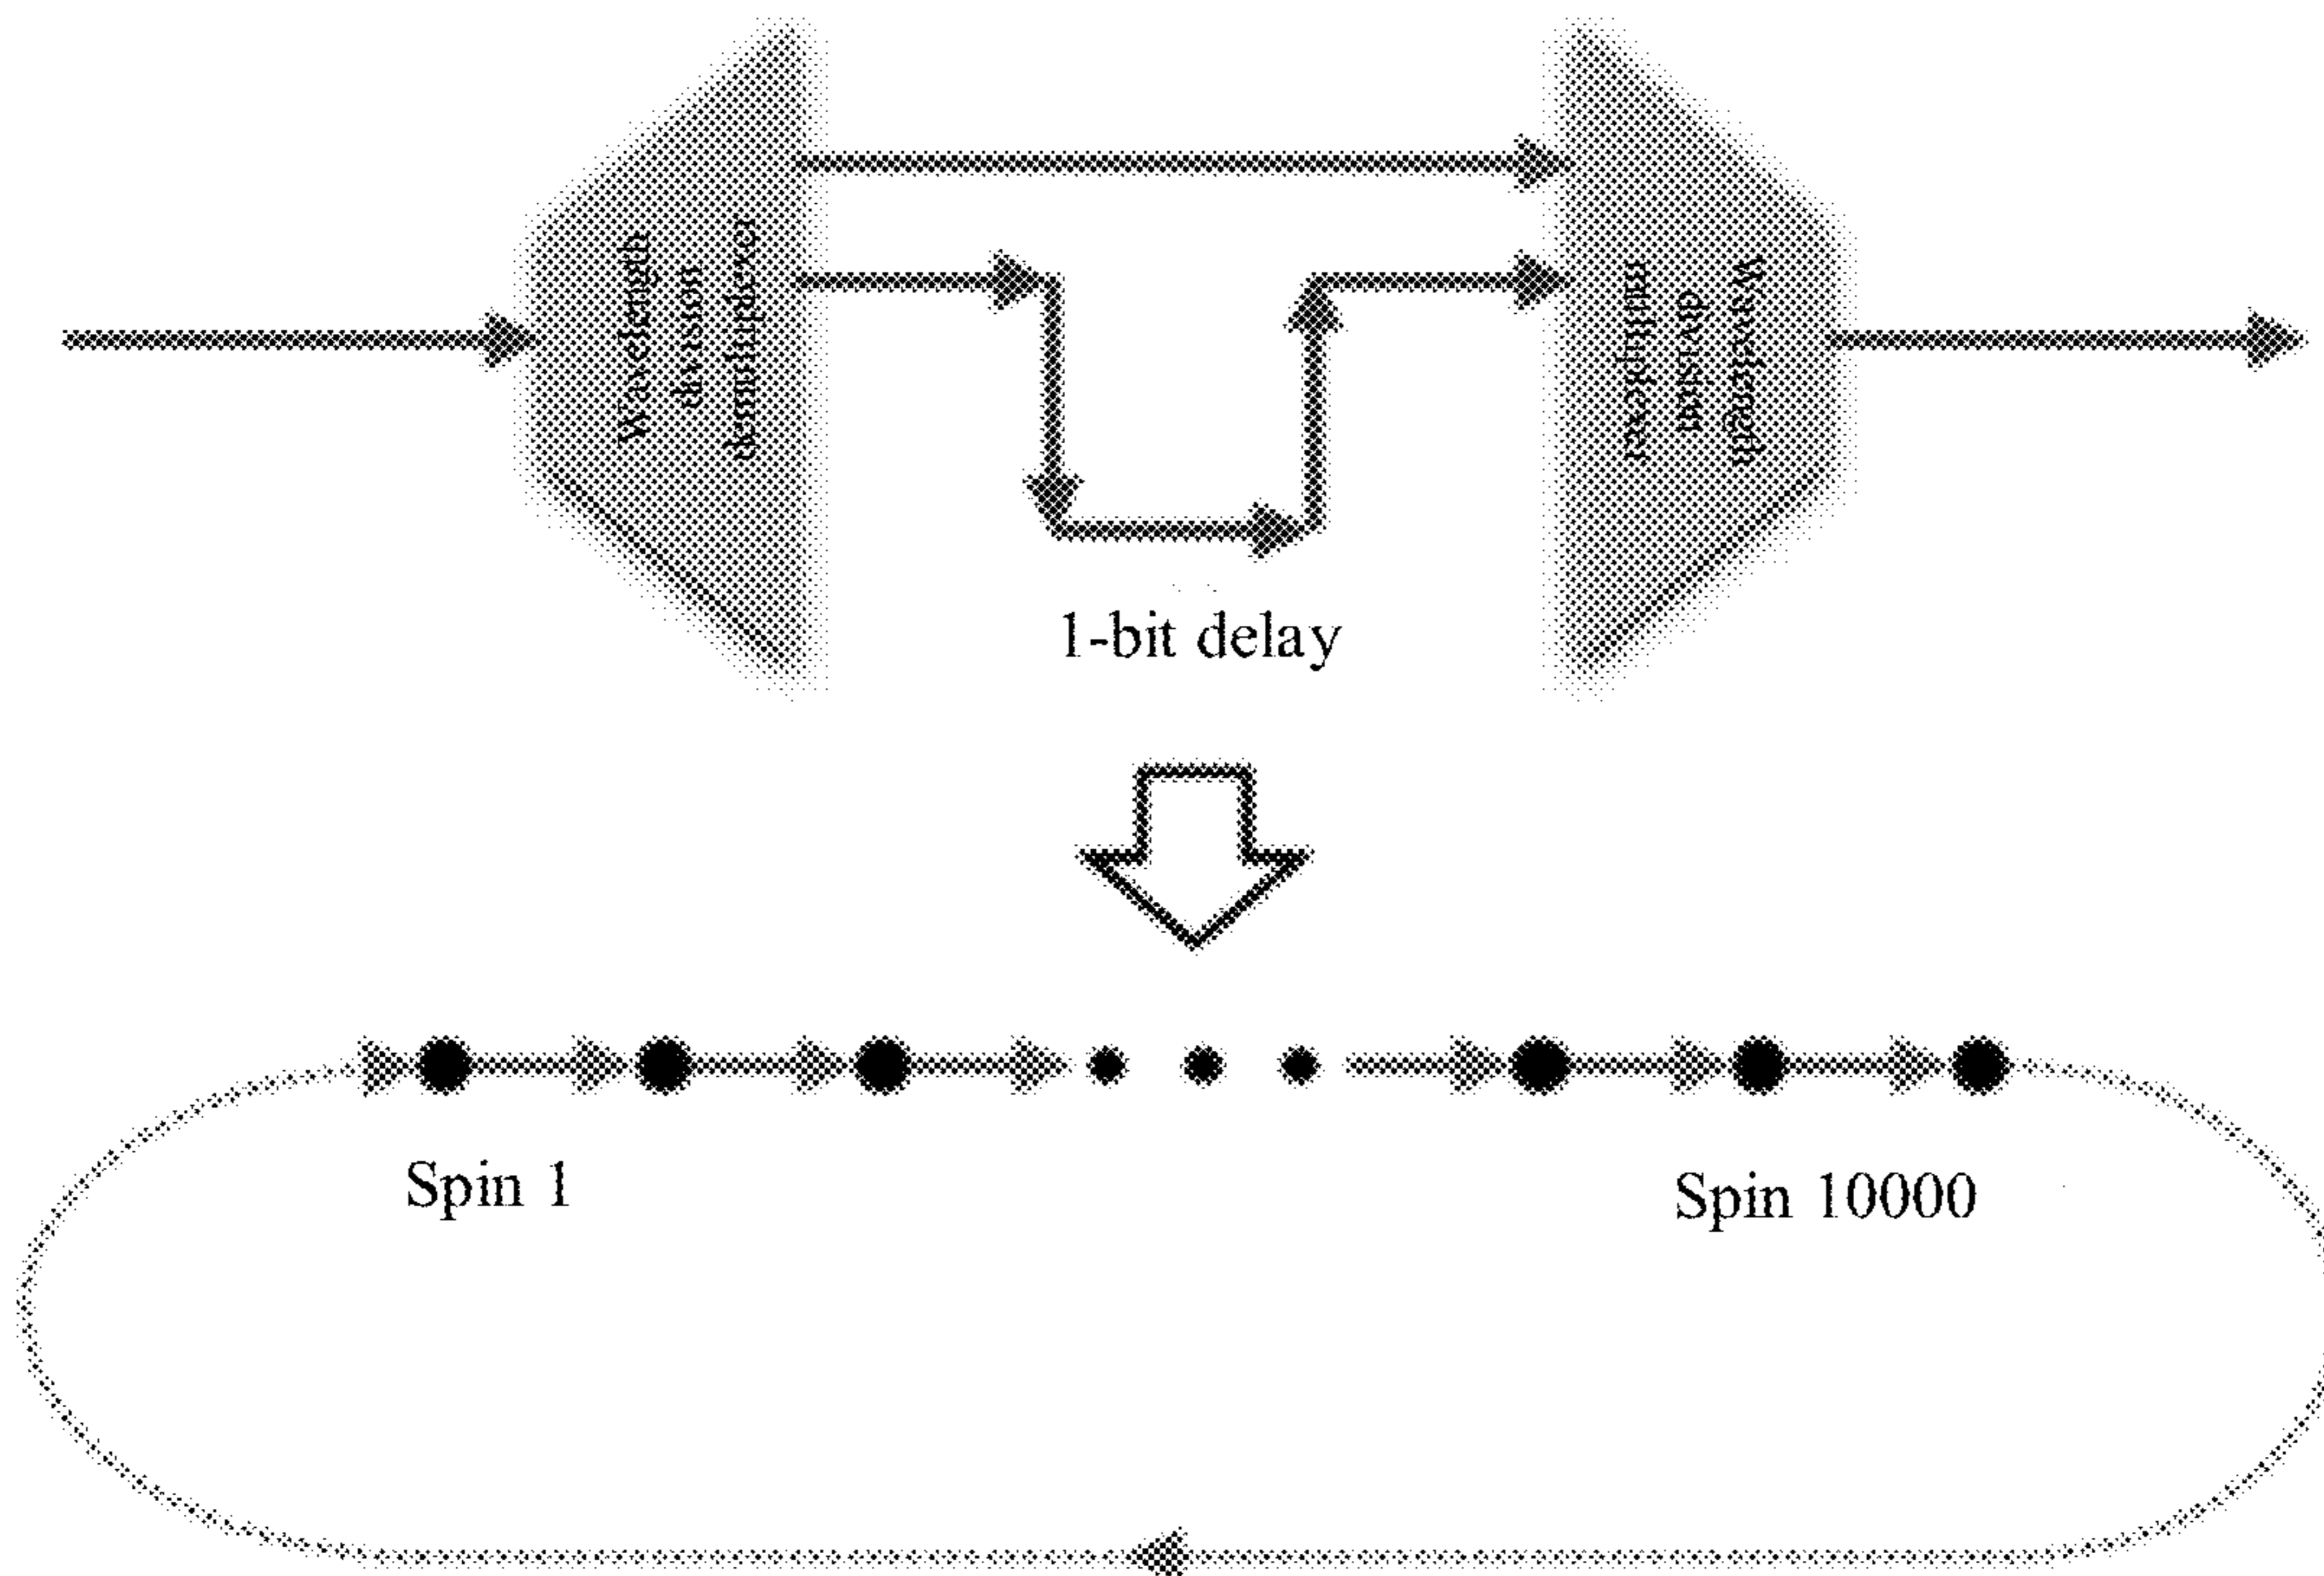 Wavelength
division
demultiplexer
Wavelength
division
multiplexer
1-bit delay
Spin 1
Spin 10000